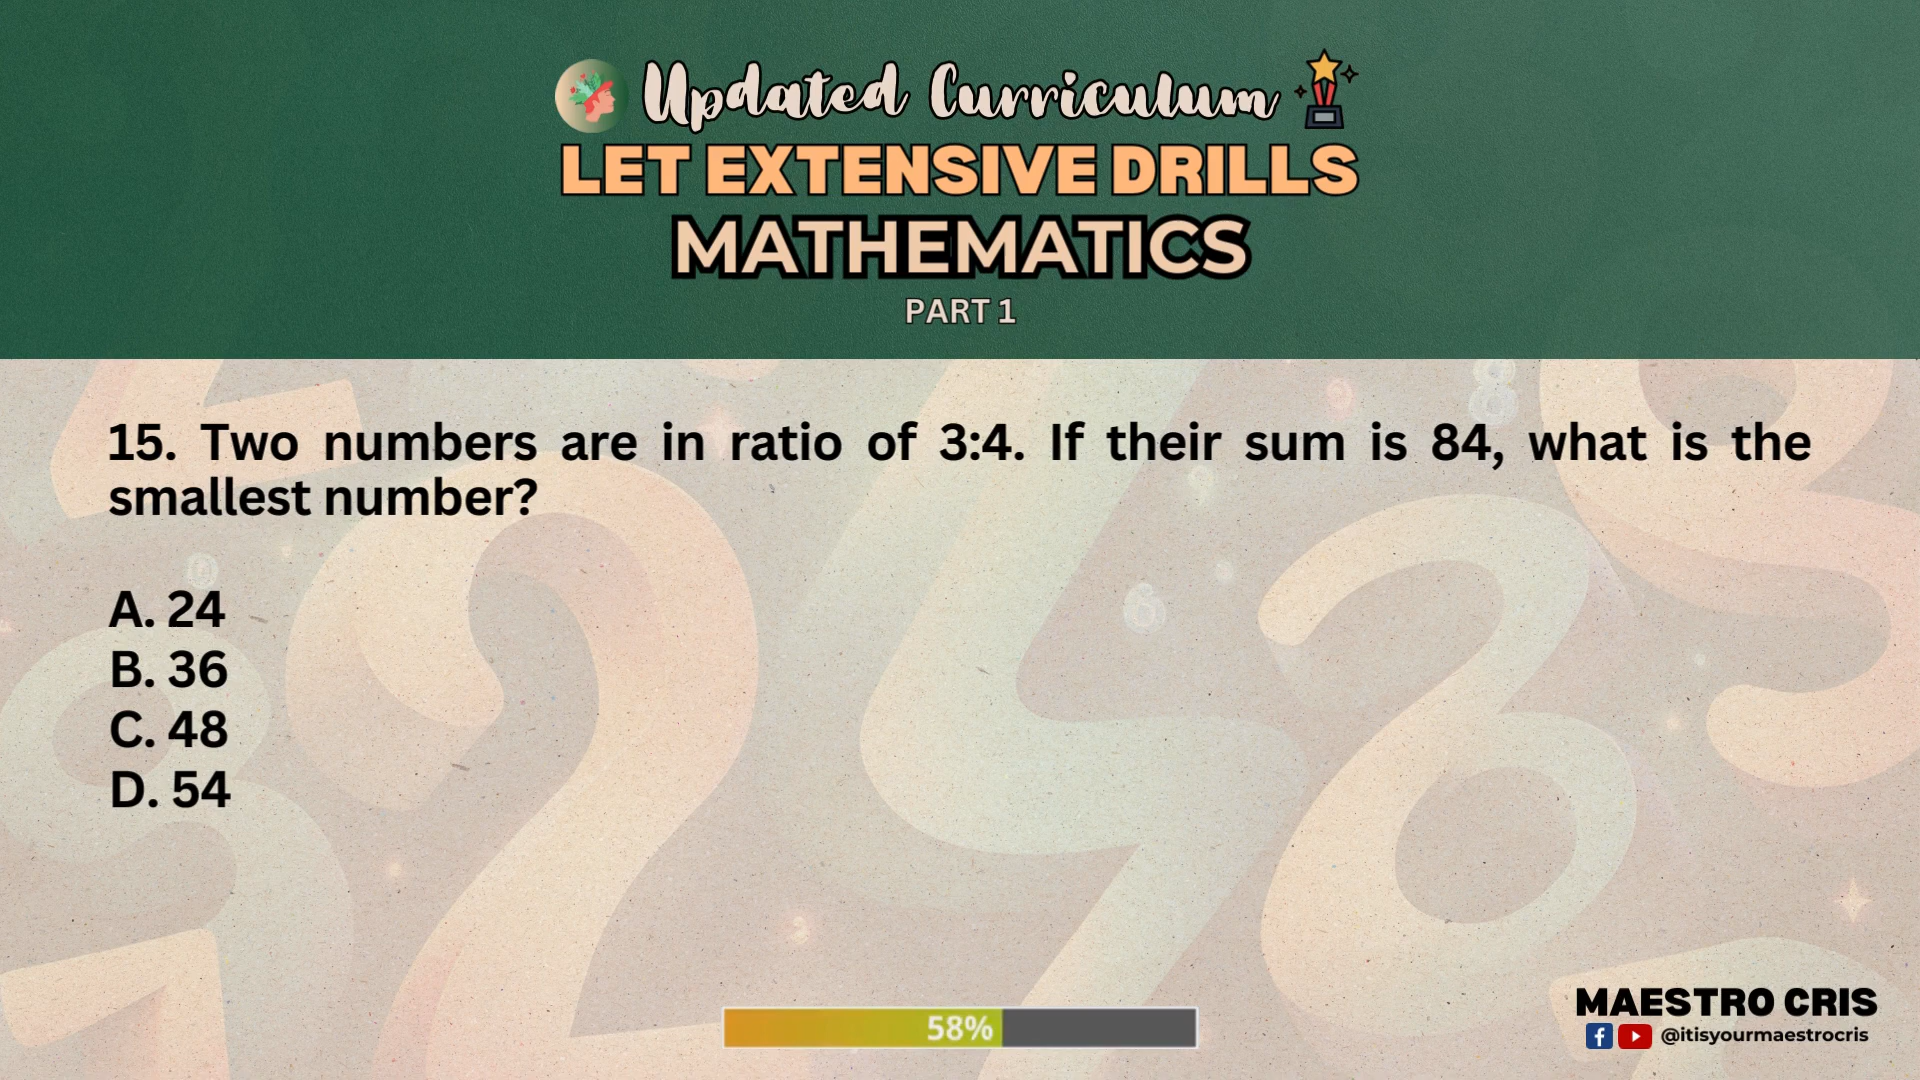 Updated Curriculum
LET EXTENSIVE DRILLS
MATHEMATICS
PART 1
15. Two numbers are in ratio of 3:4. If their sum is 84, what is the
smallest number?
A. 24
B. 36
C. 48
D. 54
58%
MAESTRO CRIS
@itisyourmaestrocris